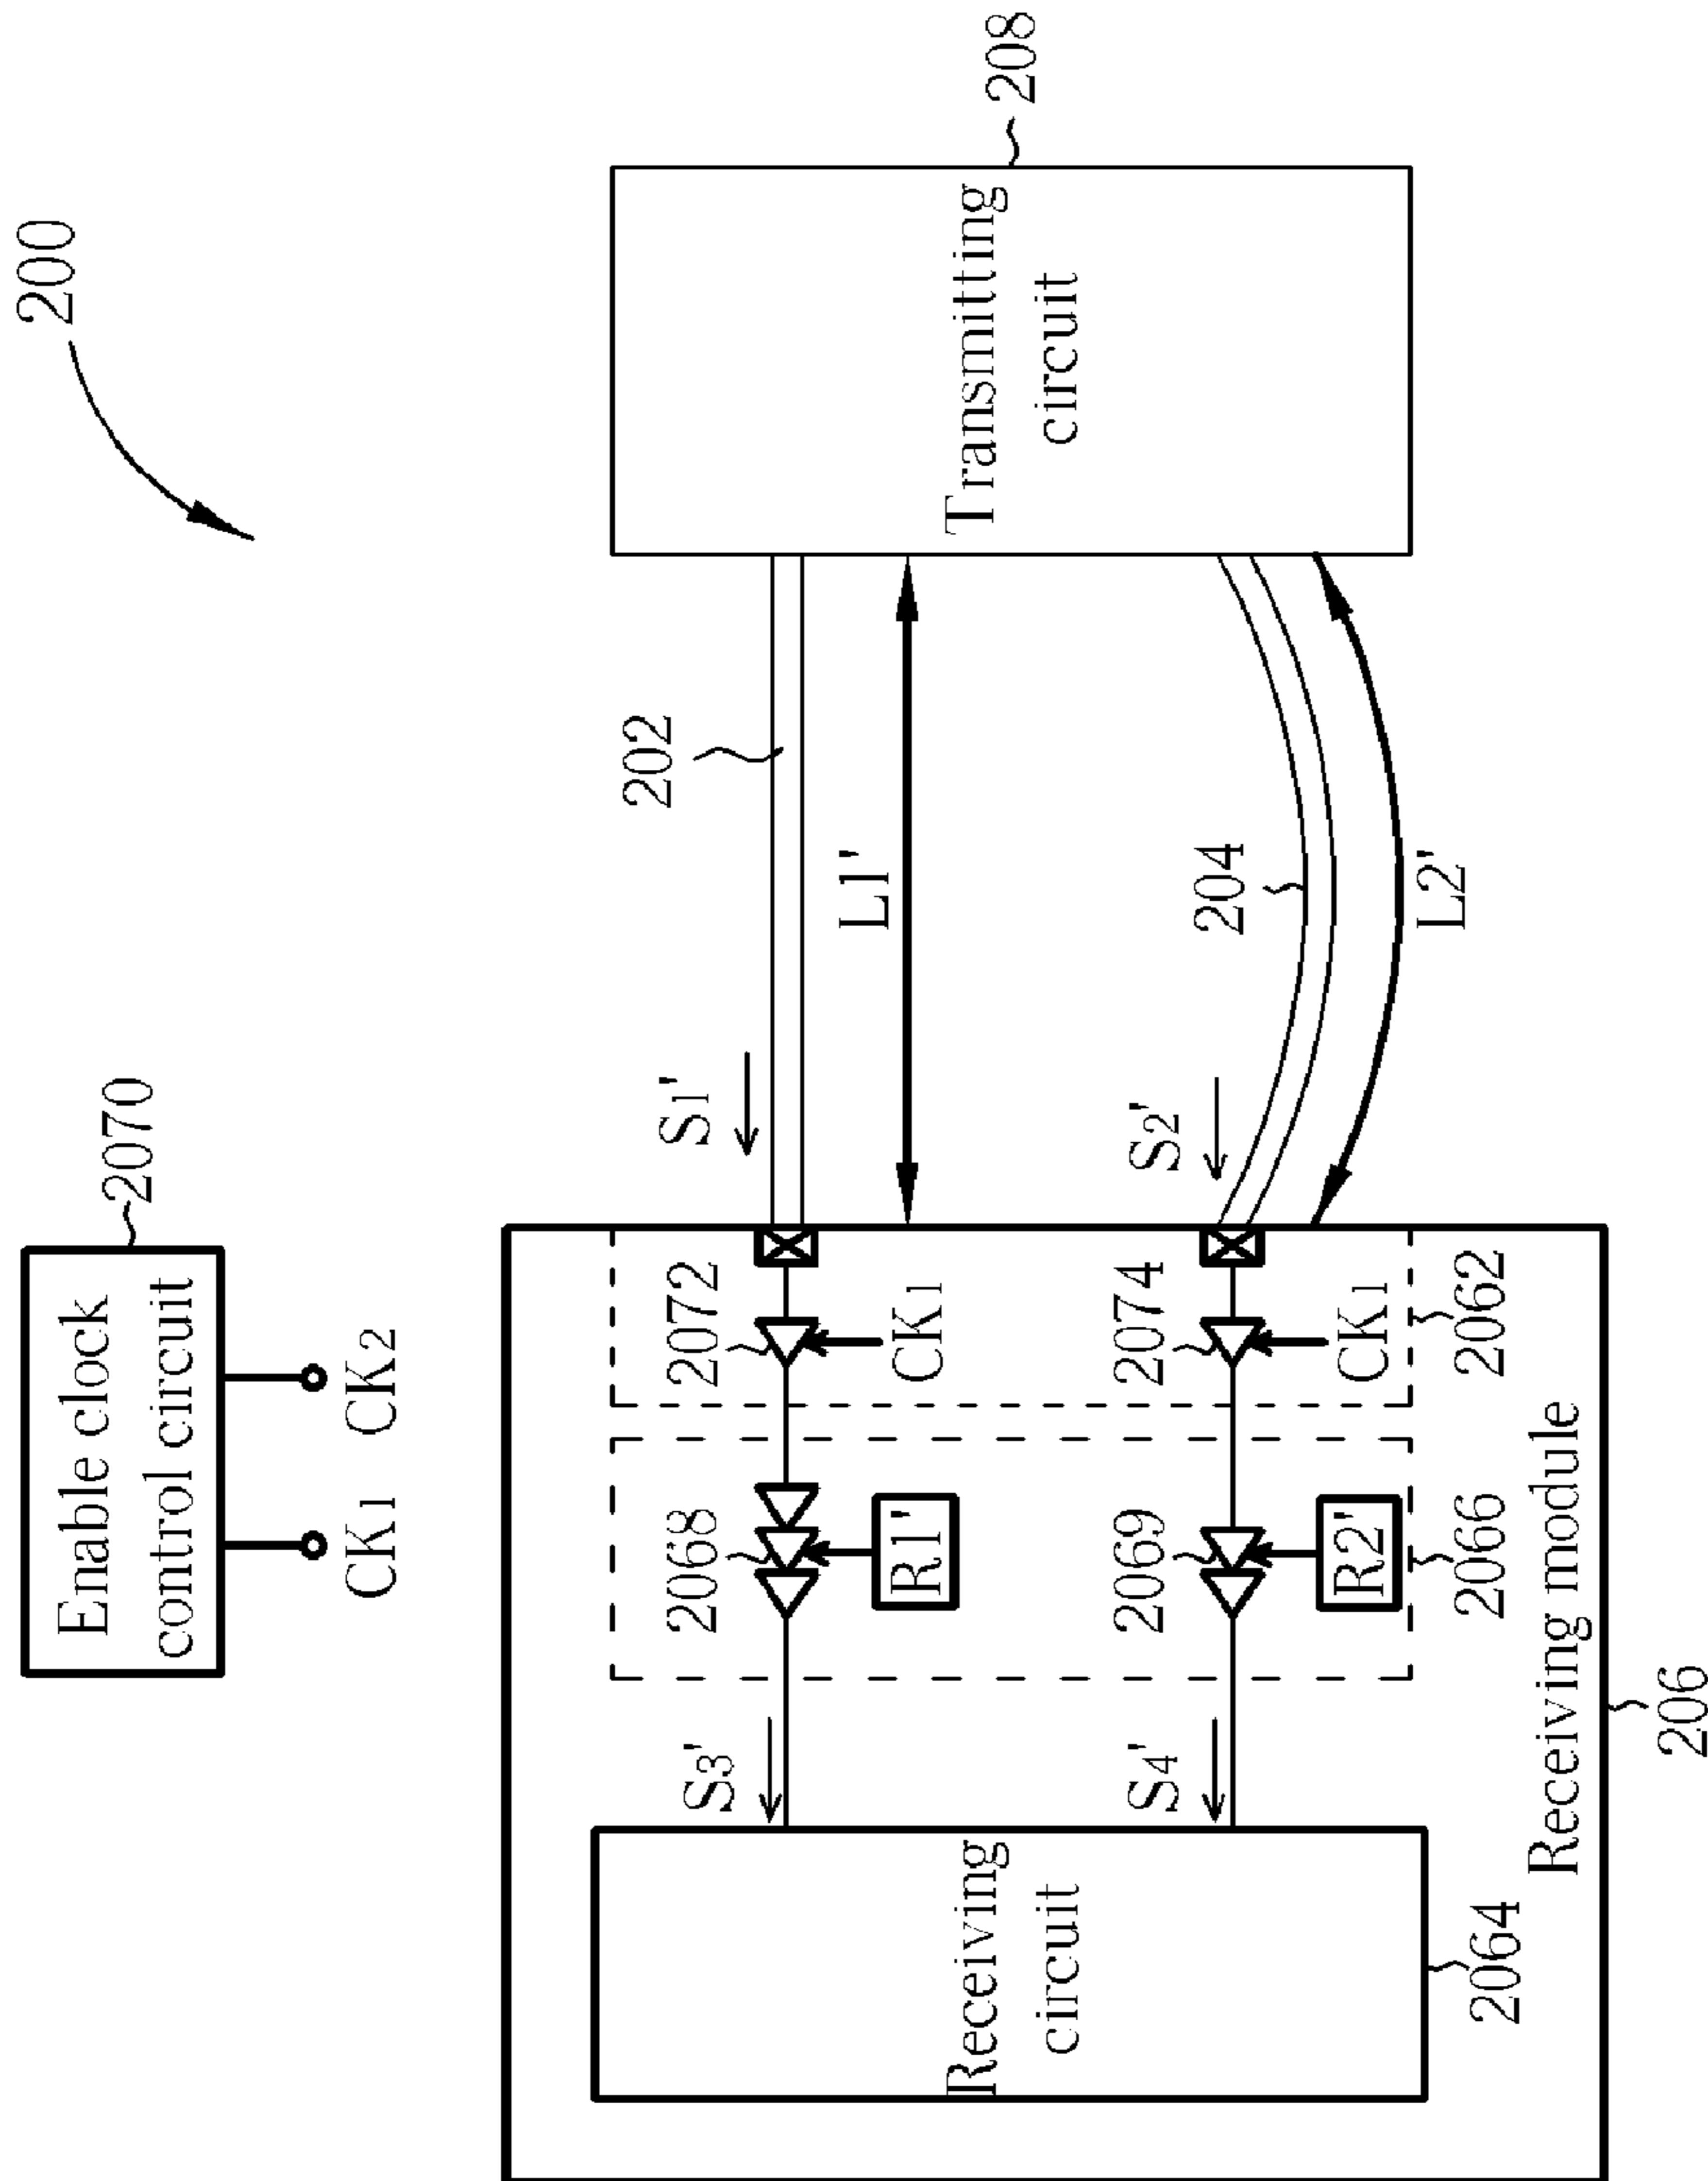 200
Enable clock
control circuit
2070
CK1
CK2
Receiving
circuit
2064
S3'
S4'
2068
R1'
2069
R2'
2066
2072
CK1
2074
CK1
2062
Receiving module
206
S1'
S2'
202
L1'
204
L2'
Transmitting
circuit
208